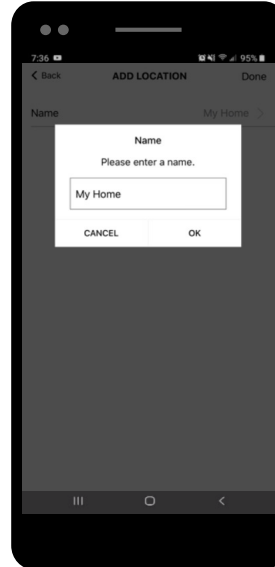 7:36 95%
Back ADD LOCATION Done
Name My Home
Name
Please enter a name.
My Home
CANCEL OK